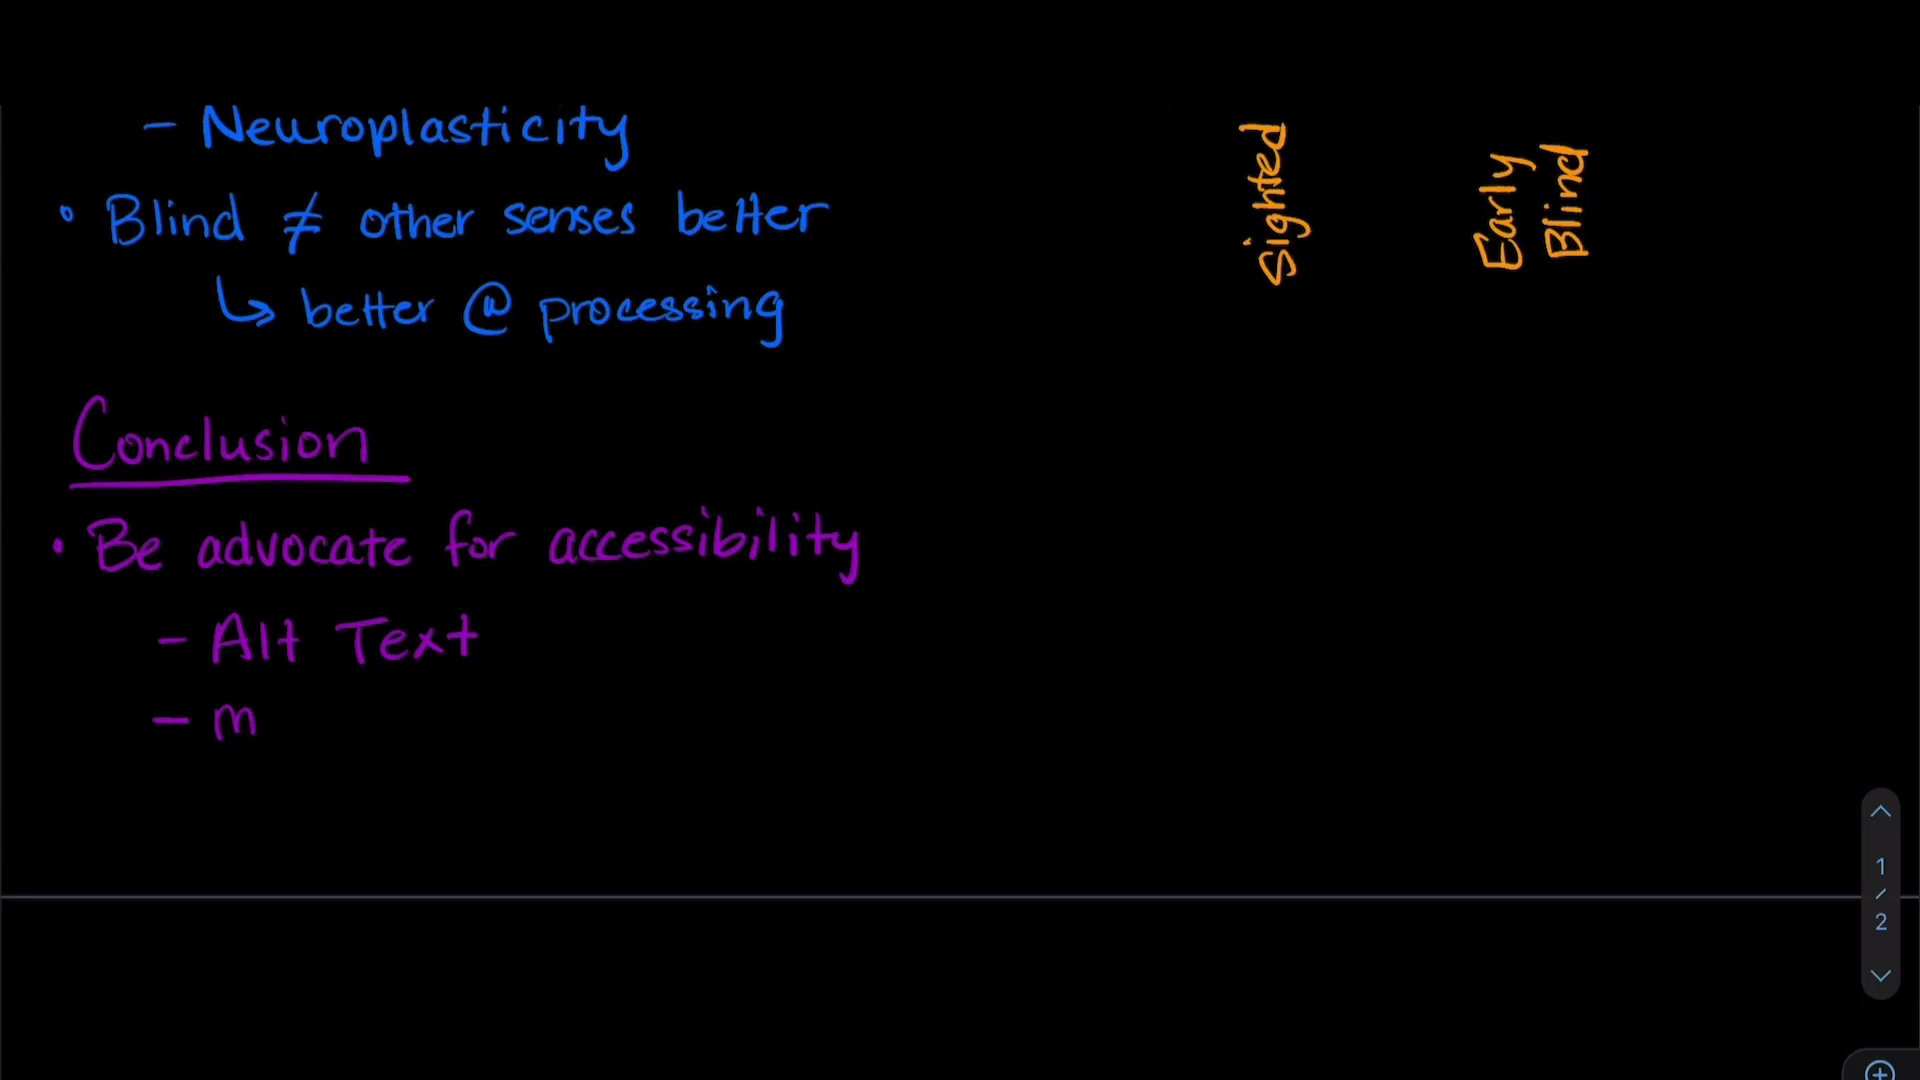 - Neuroplasticity
• Blind ≠ other senses better
↳ better @ processing
Conclusion
• Be advocate for accessibility
- Alt Text
- m
Sighted
Early
Blind
1
/
2